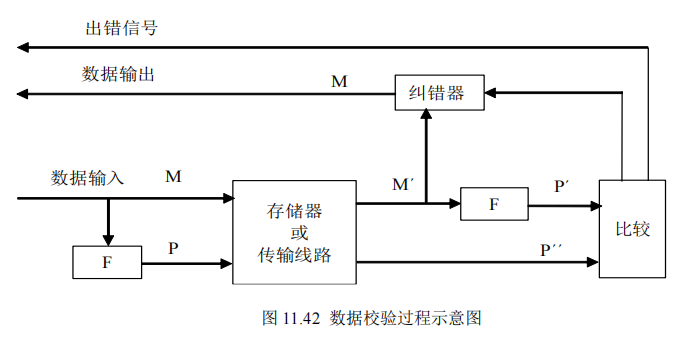 出错信号
数据输出
M
纠错器
数据输入
M
M′
P′
F
存储器
或
传输线路
F
P
P′′
比较
图 11.42 数据校验过程示意图